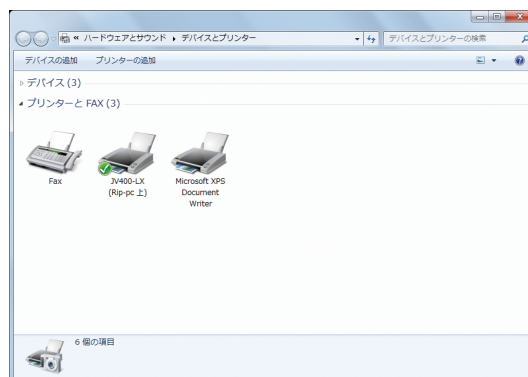 « ハードウェアとサウンド ▸ デバイスとプリンター
デバイスとプリンターの検索
デバイスの追加 プリンターの追加
デバイス (3)
プリンターと FAX (3)
Fax
JV400-LX
(Rip-pc 上)
Microsoft XPS
Document
Writer
6 個の項目